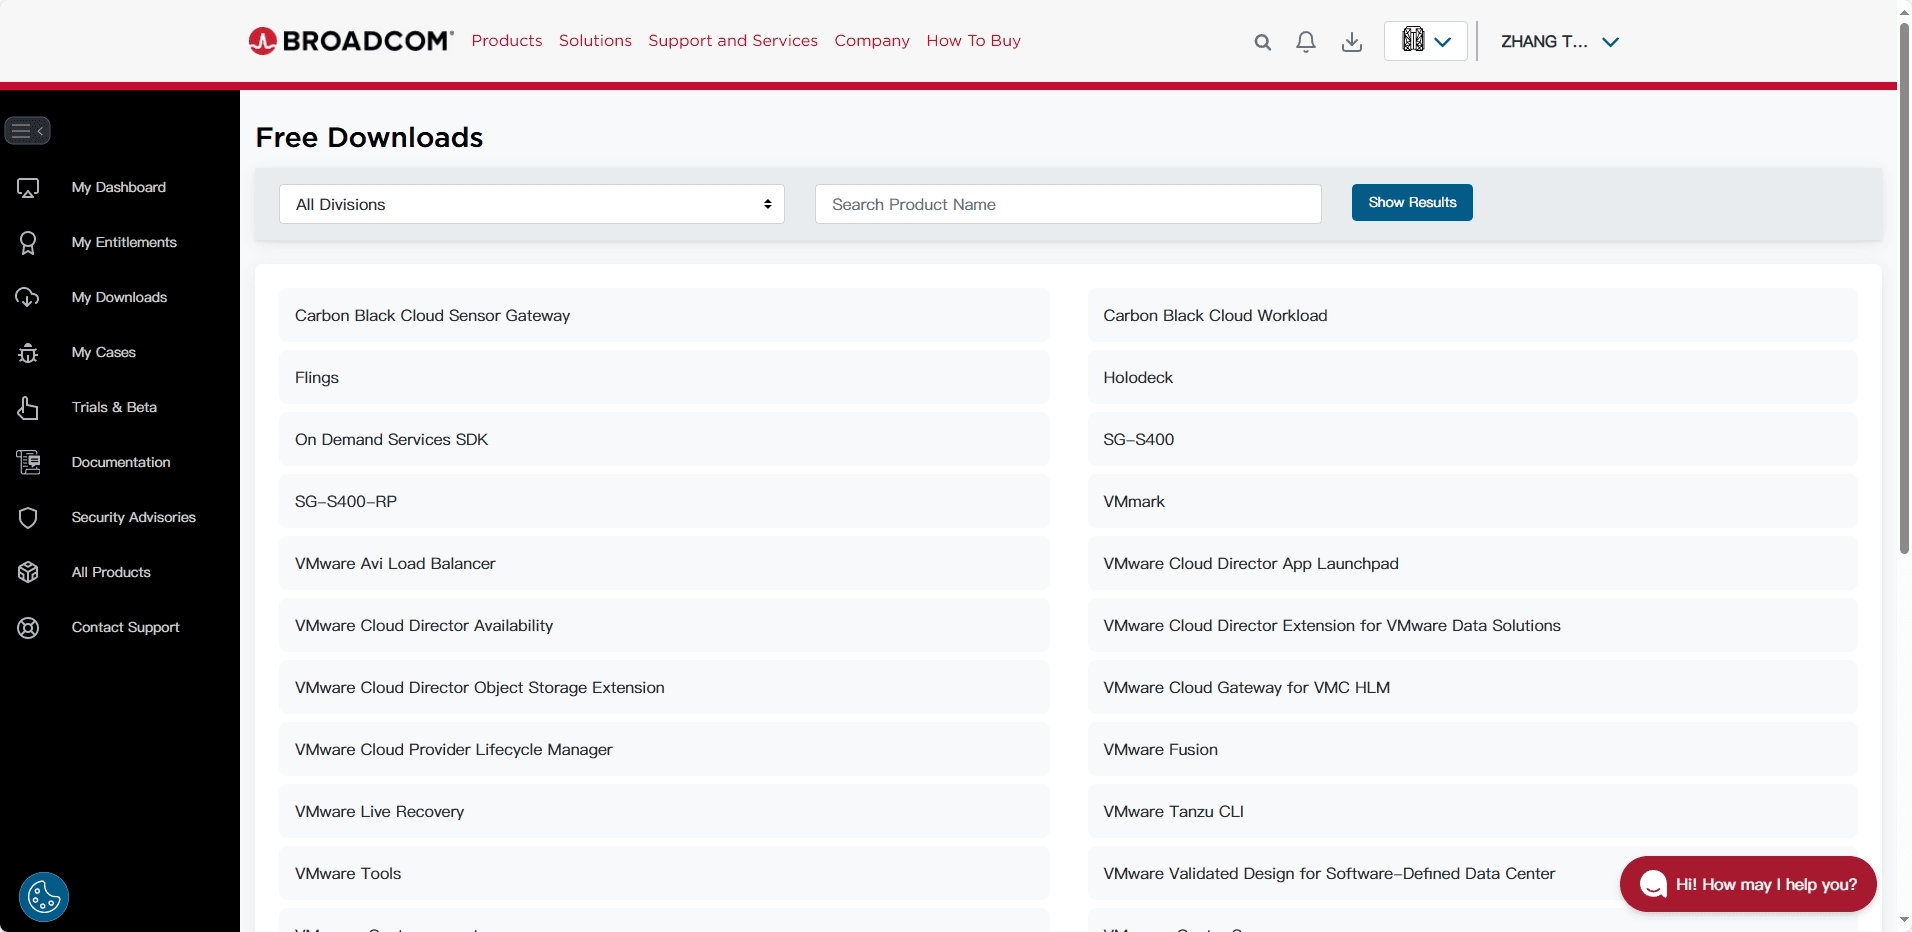 BROADCOM Products Solutions Support and Services Company How To Buy ZHANG T...
Free Downloads
All Divisions Search Product Name Show Results
My Dashboard
My Entitlements
My Downloads
My Cases
Trials & Beta
Documentation
Security Advisories
All Products
Contact Support
Carbon Black Cloud Sensor Gateway
Carbon Black Cloud Workload
Flings
Holodeck
On Demand Services SDK
SG-S400
SG-S400-RP
VMmark
VMware Avi Load Balancer
VMware Cloud Director App Launchpad
VMware Cloud Director Availability
VMware Cloud Director Extension for VMware Data Solutions
VMware Cloud Director Object Storage Extension
VMware Cloud Gateway for VMC HLM
VMware Cloud Provider Lifecycle Manager
VMware Fusion
VMware Live Recovery
VMware Tanzu CLI
VMware Tools
VMware Validated Design for Software-Defined Data Center
Hi! How may I help you?